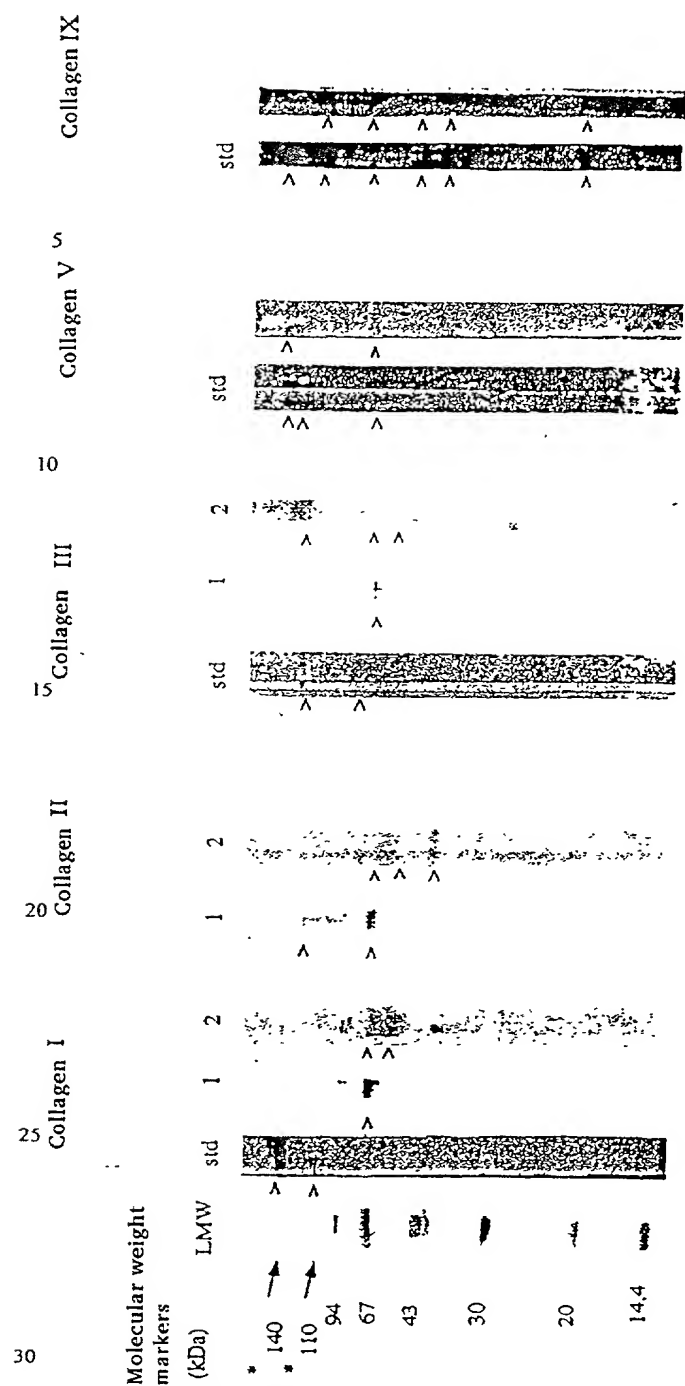 Molecular weight
markers
(kDa)
LMW
* 140
* 110
94
67
43
30
20
14,4
Collagen I
std
1
2
Collagen II
1
2
Collagen III
std
1
2
Collagen V
std
Collagen IX
std
5
10
15
20
25
30